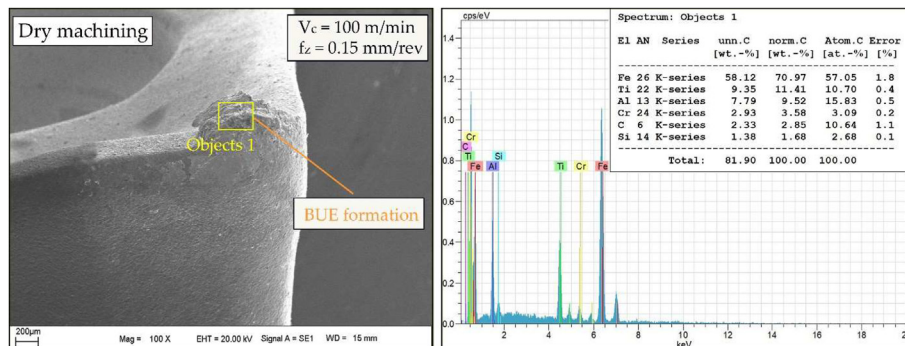 Dry machining
Vc = 100 m/min
fz = 0.15 mm/rev
Objects 1
BUE formation
200µm
Mag = 100 X EHT = 20.00 kV Signal A = SE1 WD = 15 mm
cps/eV
1.4
1.2
1.0
0.8
0.6
0.4
0.2
0.0
Cr
C
Ti
Fe
Al
Si
Ti
Cr
Fe
2 4 6 8 10 12 14 16 18
keV
Spectrum: Objects 1
El AN Series unn.C norm.C Atom.C Error
[wt.-%] [wt.-%] [at.-%] [%]
Fe 26 K-series 58.12 70.97 57.05 1.8
Ti 22 K-series 9.35 11.41 10.70 0.4
Al 13 K-series 7.79 9.52 15.83 0.5
Cr 24 K-series 2.93 3.58 3.09 0.2
C 6 K-series 2.33 2.85 10.64 1.1
Si 14 K-series 1.38 1.68 2.68 0.1
Total: 81.90 100.00 100.00